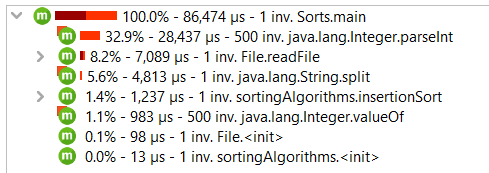 100.0% - 86,474 µs - 1 inv. Sorts.main
32.9% - 28,437 µs - 500 inv. java.lang.Integer.parseInt
8.2% - 7,089 µs - 1 inv. File.readFile
5.6% - 4,813 µs - 1 inv. java.lang.String.split
1.4% - 1,237 µs - 1 inv. sortingAlgorithms.insertionSort
1.1% - 983 µs - 500 inv. java.lang.Integer.valueOf
0.1% - 98 µs - 1 inv. File.<init>
0.0% - 13 µs - 1 inv. sortingAlgorithms.<init>